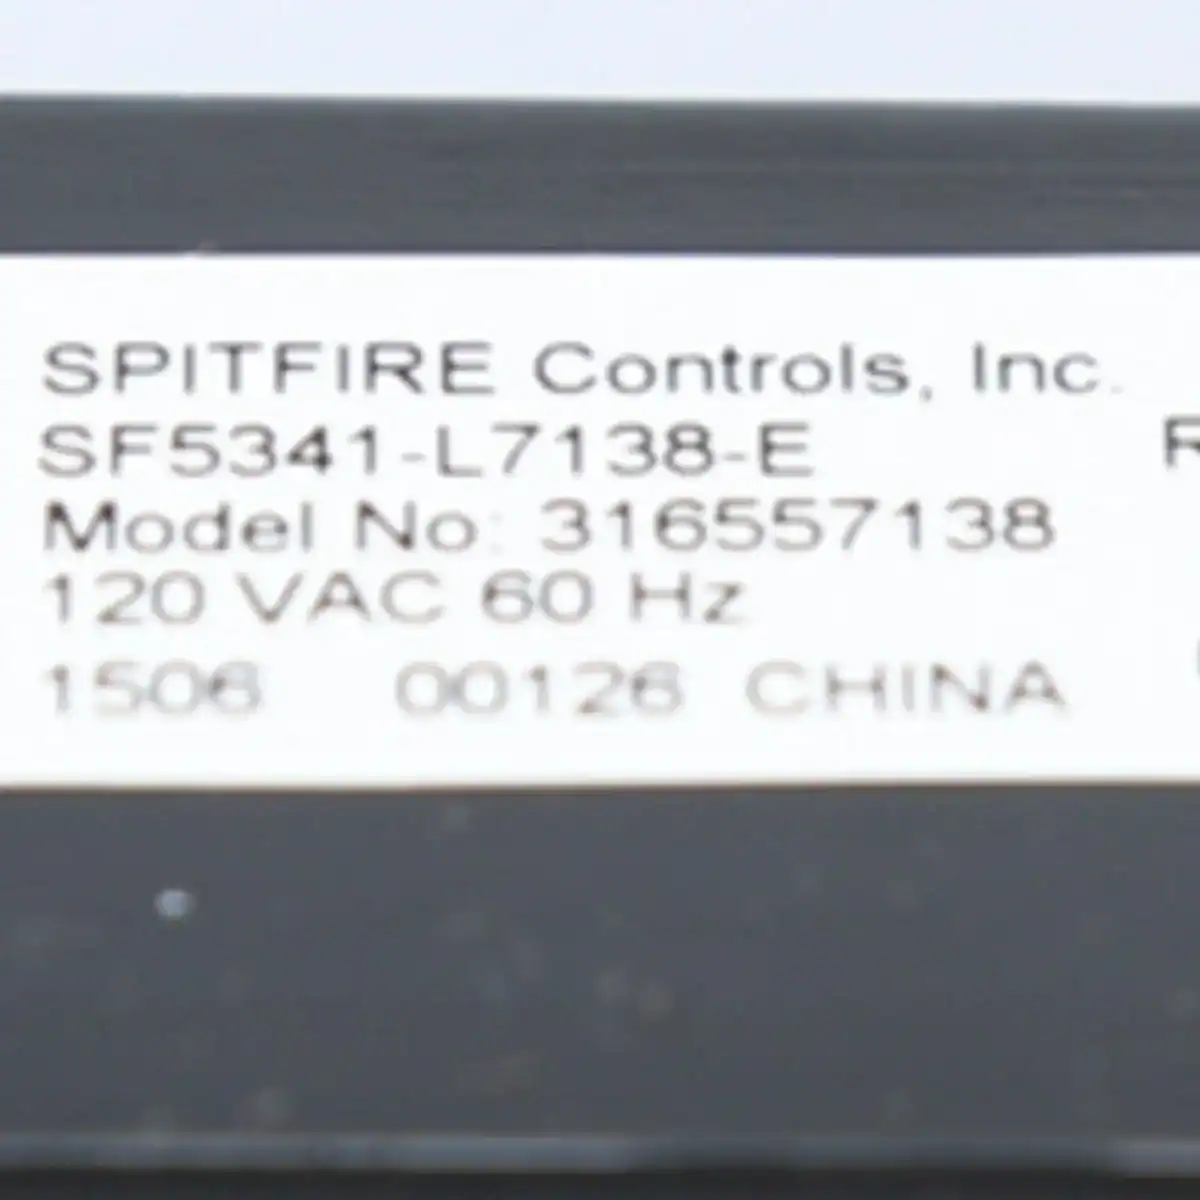 SPITFIRE Controls, Inc.
SF5341-L7138-E R
Model No: 316557138
120 VAC 60 Hz
1506 00126 CHINA